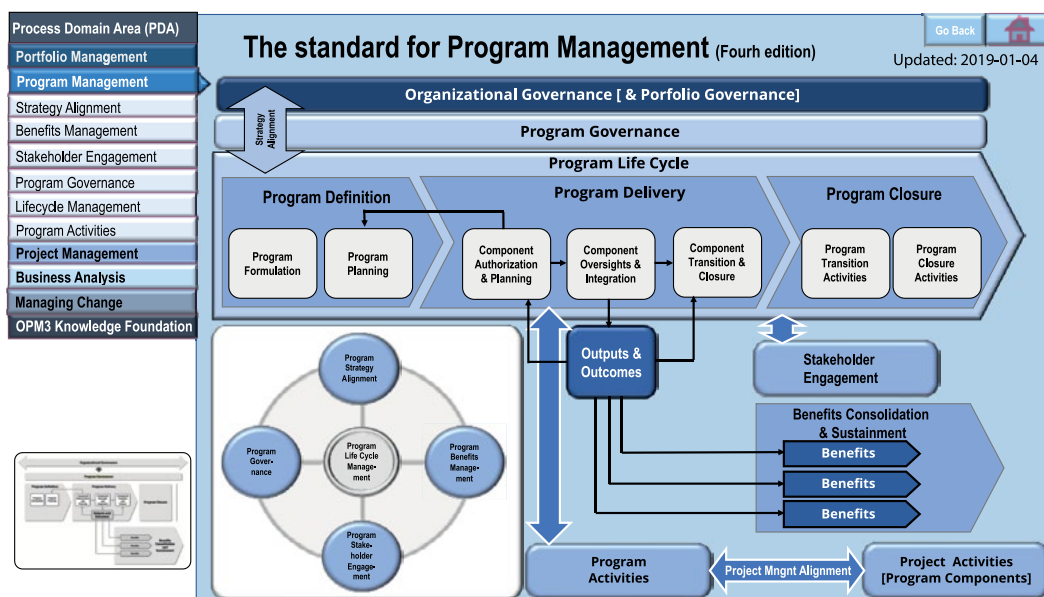 Process Domain Area (PDA)
Portfolio Management
Program Management
Strategy Alignment
Benefits Management
Stakeholder Engagement
Program Governance
Lifecycle Management
Program Activities
Project Management
Business Analysis
Managing Change
OPM3 Knowledge Foundation
The standard for Program Management (Fourth edition)
Go Back
Updated: 2019-01-04
Organizational Governance [ & Porfolio Governance]
Strategy
Alignment
Program Governance
Program Life Cycle
Program Definition
Program Delivery
Program Closure
Program
Formulation
Program
Planning
Component
Authorization
& Planning
Component
Oversights &
Integration
Component
Transition &
Closure
Program
Transition
Activities
Program
Closure
Activities
Outputs &
Outcomes
Stakeholder
Engagement
Benefits Consolidation
& Sustainment
Benefits
Benefits
Benefits
Program
Strategy
Alignment
Program
Gover-
nance
Program
Life Cycle
Manage-
ment
Program
Benefits
Manage-
ment
Program
Stake-
holder
Engage-
ment
Program
Activities
Project Mngnt Alignment
Project Activities
[Program Components]